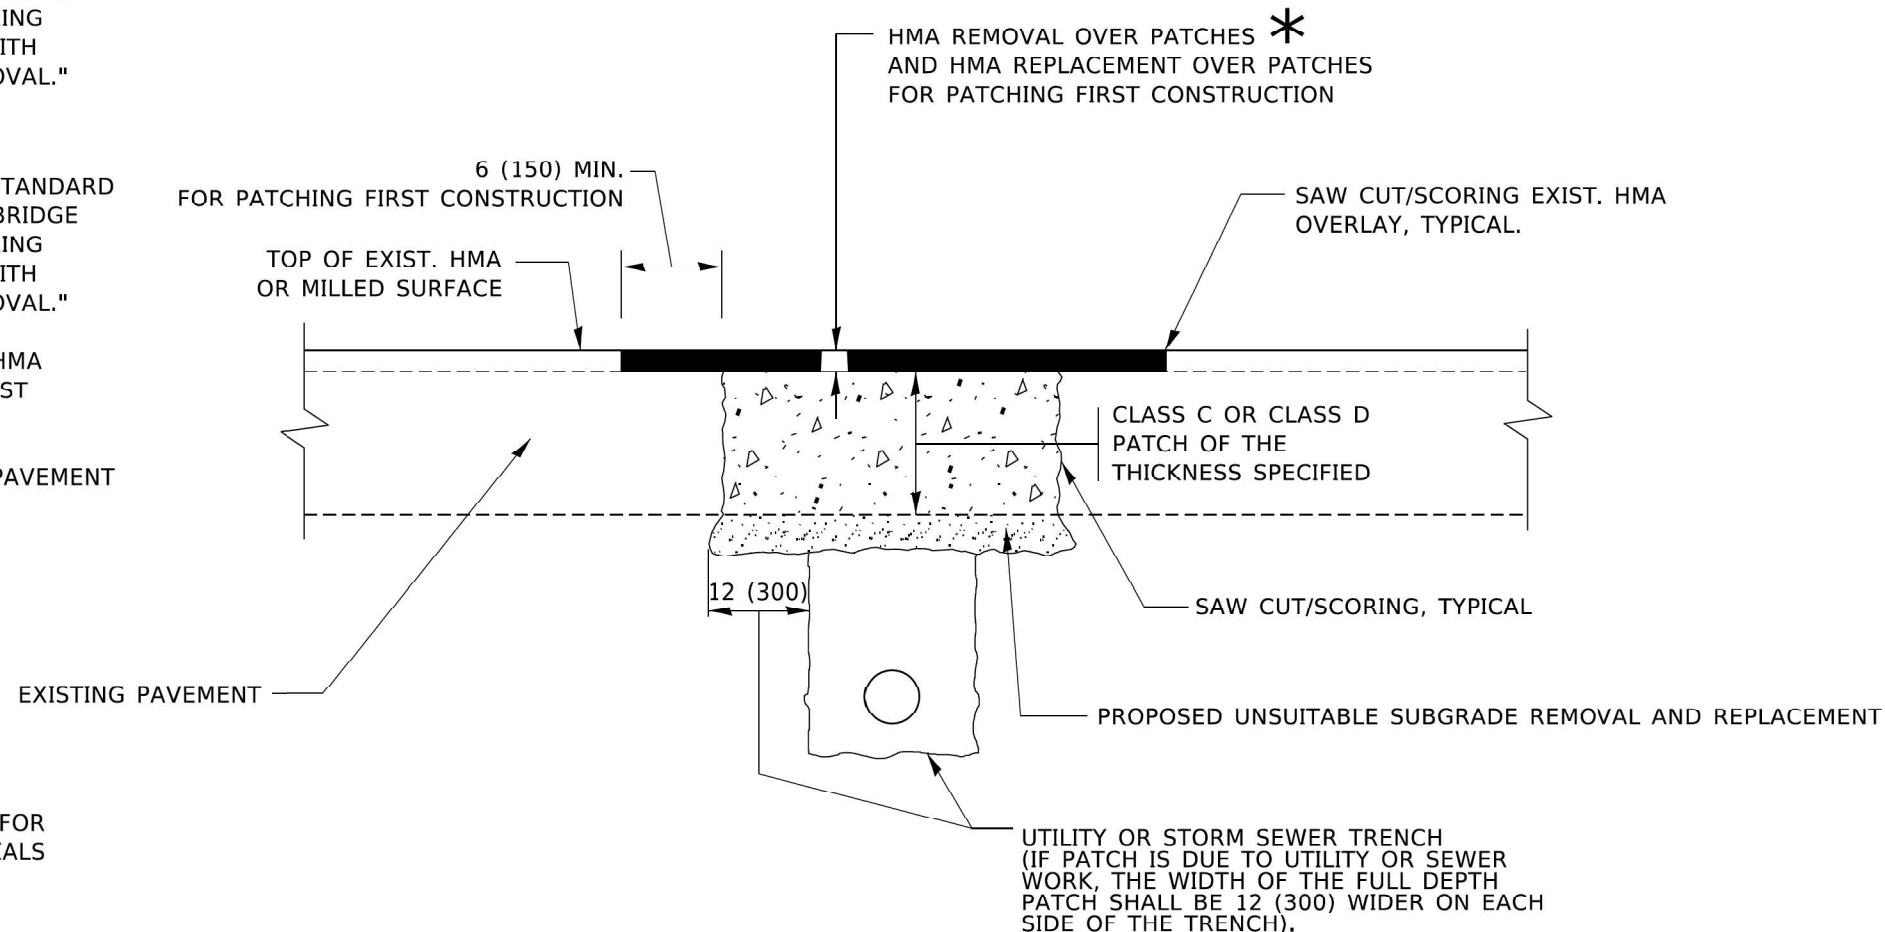 ING
ITH
OVAL."
TANDARD
BRIDGE
ING
ITH
OVAL."
HMA
ST
PAVEMENT
FOR
IALS
HMA REMOVAL OVER PATCHES *
AND HMA REPLACEMENT OVER PATCHES
FOR PATCHING FIRST CONSTRUCTION
6 (150) MIN.
FOR PATCHING FIRST CONSTRUCTION
SAW CUT/SCORING EXIST. HMA
OVERLAY, TYPICAL.
TOP OF EXIST. HMA
OR MILLED SURFACE
CLASS C OR CLASS D
PATCH OF THE
THICKNESS SPECIFIED
12 (300)
SAW CUT/SCORING, TYPICAL
EXISTING PAVEMENT
PROPOSED UNSUITABLE SUBGRADE REMOVAL AND REPLACEMENT
UTILITY OR STORM SEWER TRENCH
(IF PATCH IS DUE TO UTILITY OR SEWER
WORK, THE WIDTH OF THE FULL DEPTH
PATCH SHALL BE 12 (300) WIDER ON EACH
SIDE OF THE TRENCH).